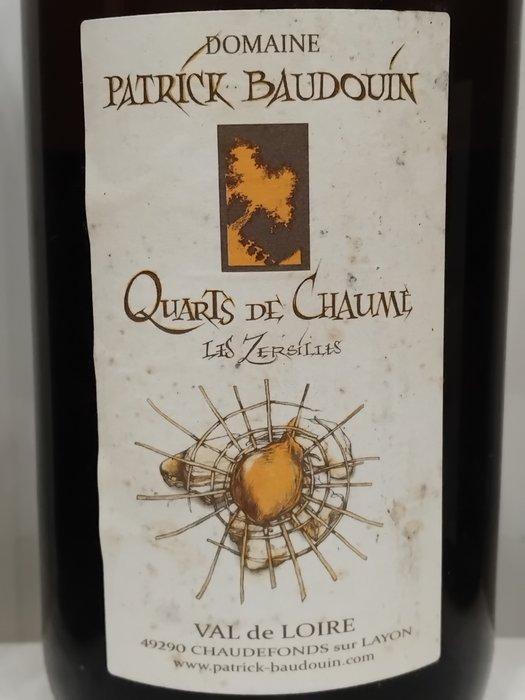 DOMAINE
PATRICK BAUDOUIN
QUARTS DE CHAUME
LES ZERSILLES
VAL de LOIRE
49290 CHAUDEFONDS sur LAYON
www.patrick-baudouin.com